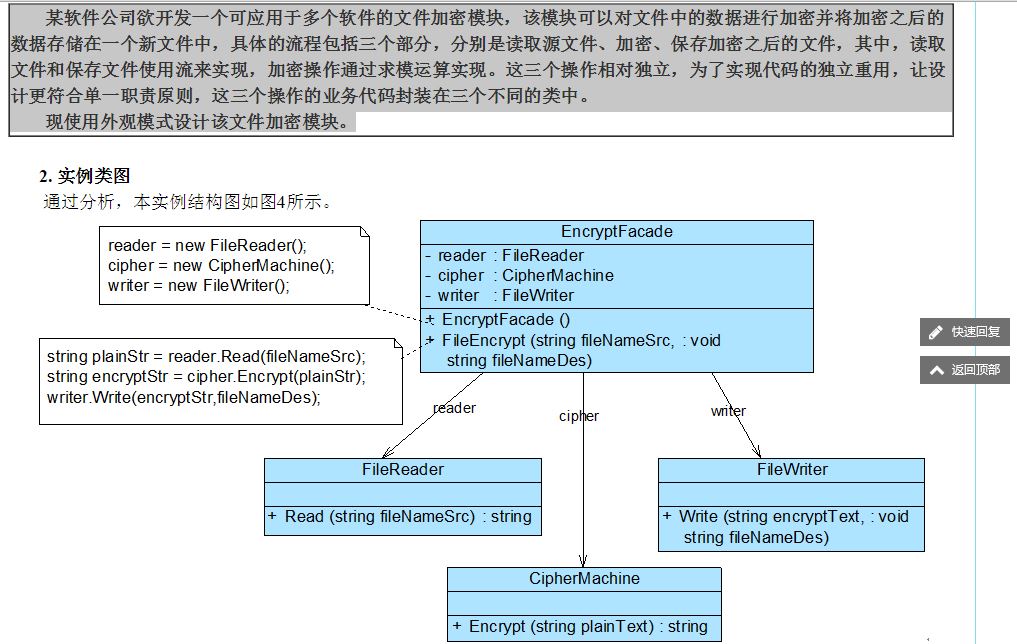 某软件公司欲开发一个可应用于多个软件的文件加密模块，该模块可以对文件中的数据进行加密并将加密之后的
数据存储在一个新文件中，具体的流程包括三个部分，分别是读取源文件、加密、保存加密之后的文件，其中，读取
文件和保存文件使用流来实现，加密操作通过求模运算实现。这三个操作相对独立，为了实现代码的独立重用，让设
计更符合单一职责原则，这三个操作的业务代码封装在三个不同的类中。
现使用外观模式设计该文件加密模块。
2. 实例类图
通过分析，本实例结构图如图4所示。
reader = new FileReader();
cipher = new CipherMachine();
writer = new FileWriter();
EncryptFacade
- reader : FileReader
- cipher : CipherMachine
- writer : FileWriter
+ EncryptFacade ()
+ FileEncrypt (string fileNameSrc, : void
string fileNameDes)
string plainStr = reader.Read(fileNameSrc);
string encryptStr = cipher.Encrypt(plainStr);
writer.Write(encryptStr,fileNameDes);
快速回复
返回顶部
reader
cipher
writer
FileReader
+ Read (string fileNameSrc) : string
FileWriter
+ Write (string encryptText, : void
string fileNameDes)
CipherMachine
+ Encrypt (string plainText) : string